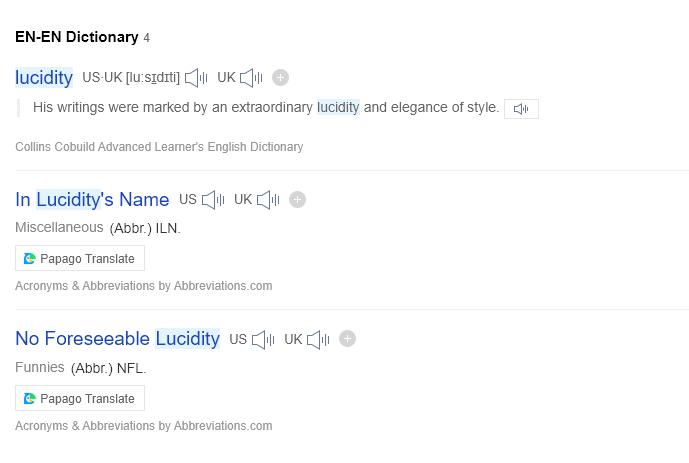 EN-EN Dictionary 4
lucidity US·UK [luːsɪdɪti] UK
His writings were marked by an extraordinary lucidity and elegance of style.
Collins Cobuild Advanced Learner's English Dictionary
In Lucidity's Name US UK
Miscellaneous (Abbr.) ILN.
Papago Translate
Acronyms & Abbreviations by Abbreviations.com
No Foreseeable Lucidity US UK
Funnies (Abbr.) NFL.
Papago Translate
Acronyms & Abbreviations by Abbreviations.com